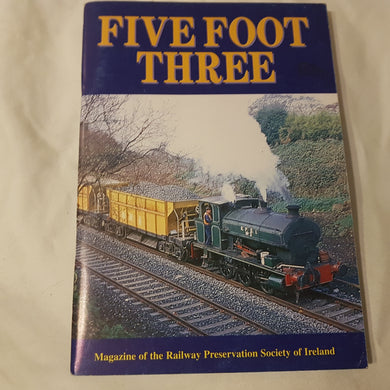 FIVE FOOT
THREE
Magazine of the Railway Preservation Society of Ireland